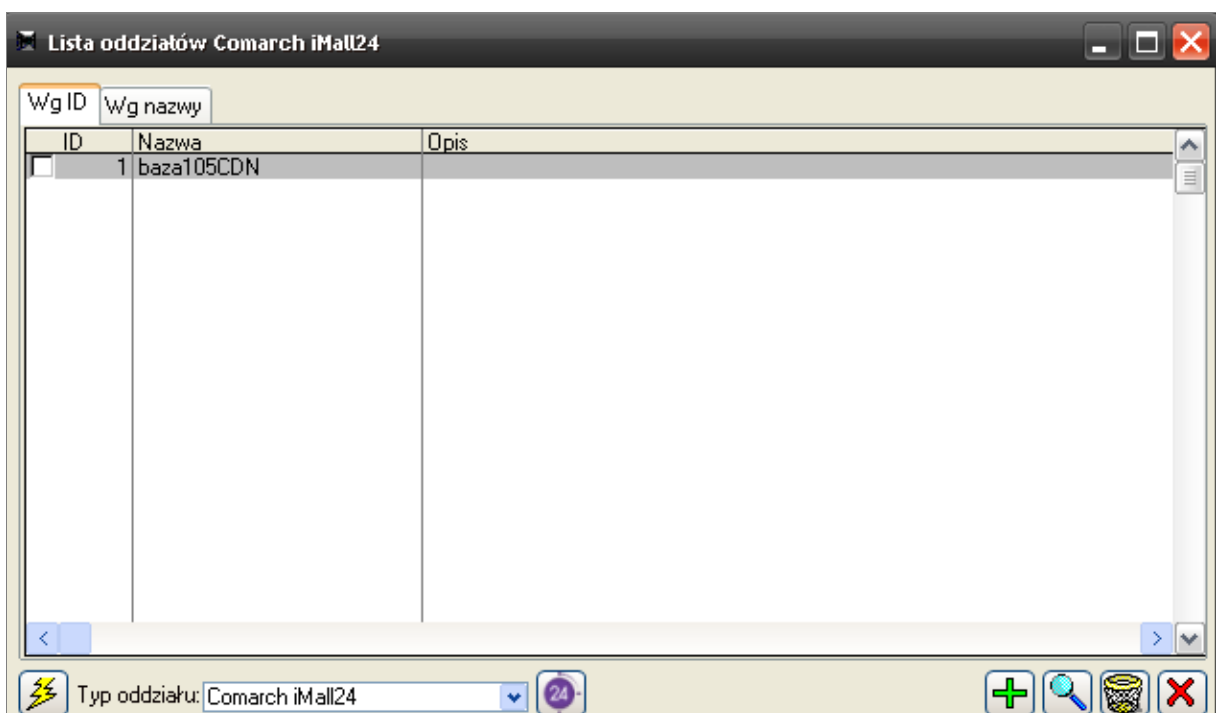 Lista oddziałów Comarch iMall24
Wg ID Wg nazwy
ID Nazwa Opis
1 baza105CDN
Typ oddziału: Comarch iMall24 24